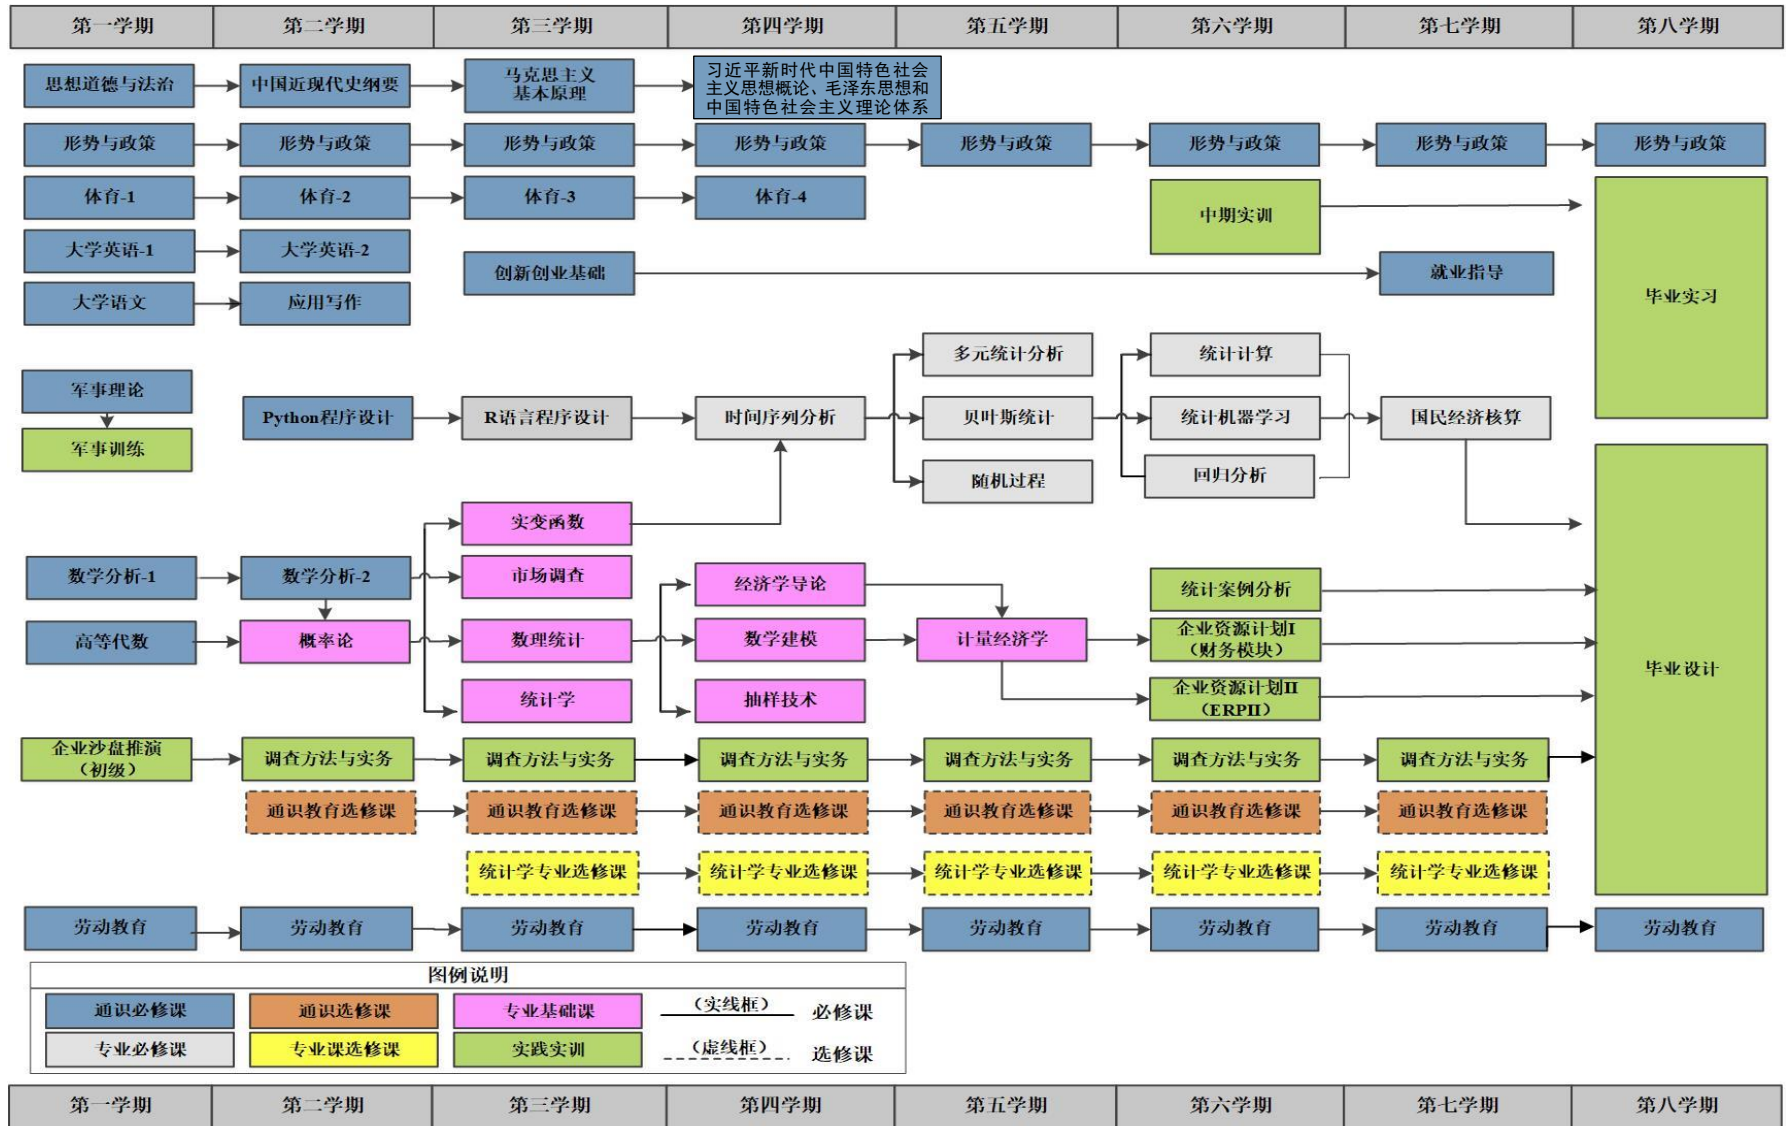 第一学期 第二学期 第三学期 第四学期 第五学期 第六学期 第七学期 第八学期
思想道德与法治
中国近现代史纲要
马克思主义
基本原理
习近平新时代中国特色社会
主义思想概论、毛泽东思想和
中国特色社会主义理论体系
形势与政策 形势与政策 形势与政策 形势与政策 形势与政策 形势与政策 形势与政策 形势与政策
体育-1 体育-2 体育-3 体育-4
中期实训
大学英语-1 大学英语-2
创新创业基础 就业指导
大学语文 应用写作
毕业实习
多元统计分析 统计计算
军事理论
Python程序设计 R语言程序设计 时间序列分析 贝叶斯统计 统计机器学习 国民经济核算
军事训练
随机过程 回归分析
实变函数
数学分析-1 数学分析-2 市场调查 经济学导论 统计案例分析
高等代数 概率论 数理统计 数学建模 计量经济学
企业资源计划I
（财务模块）
毕业设计
统计学 抽样技术
企业资源计划II
（ERPII）
企业沙盘推演
（初级）
调查方法与实务 调查方法与实务 调查方法与实务 调查方法与实务 调查方法与实务 调查方法与实务
通识教育选修课 通识教育选修课 通识教育选修课 通识教育选修课 通识教育选修课 通识教育选修课
统计学专业选修课 统计学专业选修课 统计学专业选修课 统计学专业选修课 统计学专业选修课
劳动教育 劳动教育 劳动教育 劳动教育 劳动教育 劳动教育 劳动教育 劳动教育
图例说明
通识必修课 通识选修课 专业基础课 （实线框） 必修课
专业必修课 专业课选修课 实践实训 （虚线框） 选修课
第一学期 第二学期 第三学期 第四学期 第五学期 第六学期 第七学期 第八学期